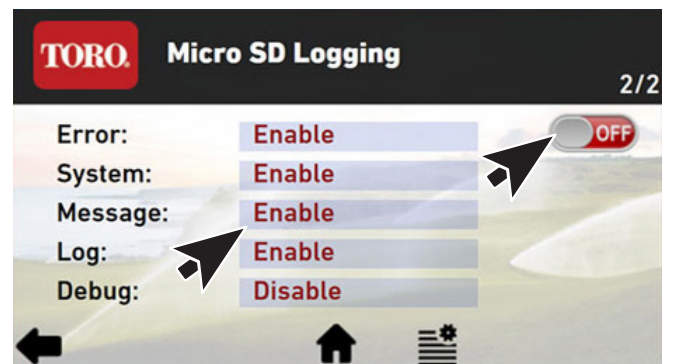 TORO.
Micro SD Logging
2/2
Error: Enable
OFF
System: Enable
Message: Enable
Log: Enable
Debug: Disable